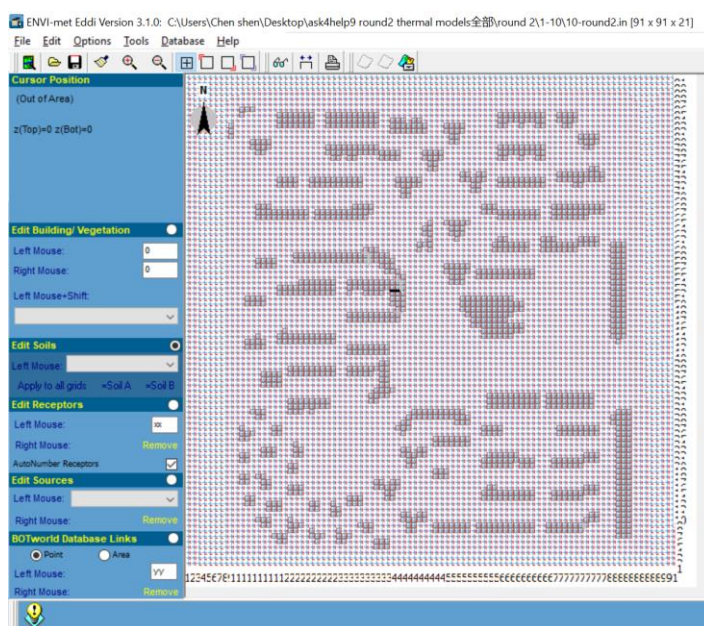 ENVI-met Eddi Version 3.1.0: C:\Users\Chen shen\Desktop\ask4help9 round2 thermal models全部\round 2\1-10\10-round2.in [91 x 91 x 21]
File Edit Options Tools Database Help
Cursor Position
(Out of Area)
z(Top)=0 z(Bot)=0
N
Edit Building/ Vegetation
Left Mouse: 0
Right Mouse: 0
Left Mouse+Shift:
Edit Soils
Left Mouse:
Apply to all grids =Soil A =Soil B
Edit Receptors
Left Mouse: xx
Right Mouse: Remove
AutoNumber Receptors
Edit Sources
Left Mouse:
Right Mouse: Remove
BOTworld Database Links
Point Area
Left Mouse: YY
Right Mouse: Remove